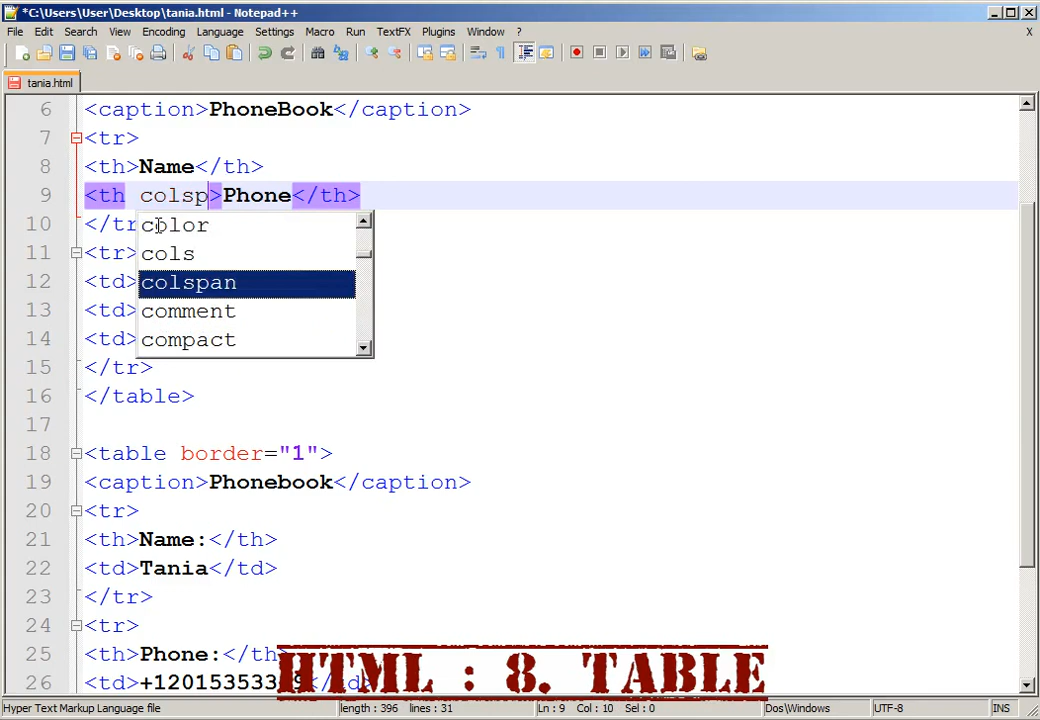 *C:\Users\User\Desktop\tania.html - Notepad++
File Edit Search View Encoding Language Settings Macro Run TextFX Plugins Window ? X
tania.html
6 <caption>PhoneBook</caption>
7 <tr>
8 <th>Name</th>
9 <th colsp>Phone</th>
10 </tr
color
11 <tr>
cols
12 <td>
colspan
13 <td>
comment
14 <td>
compact
15 </tr>
16 </table>
17
18 <table border="1">
19 <caption>Phonebook</caption>
20 <tr>
21 <th>Name:</th>
22 <td>Tania</td>
23 </tr>
24 <tr>
25 <th>Phone:</th>
26 <td>
HTML : 8. TABLE
Hyper Text Markup Language file length : 396 lines : 31 Ln : 9 Col : 10 Sel : 0 Dos\Windows UTF-8 INS